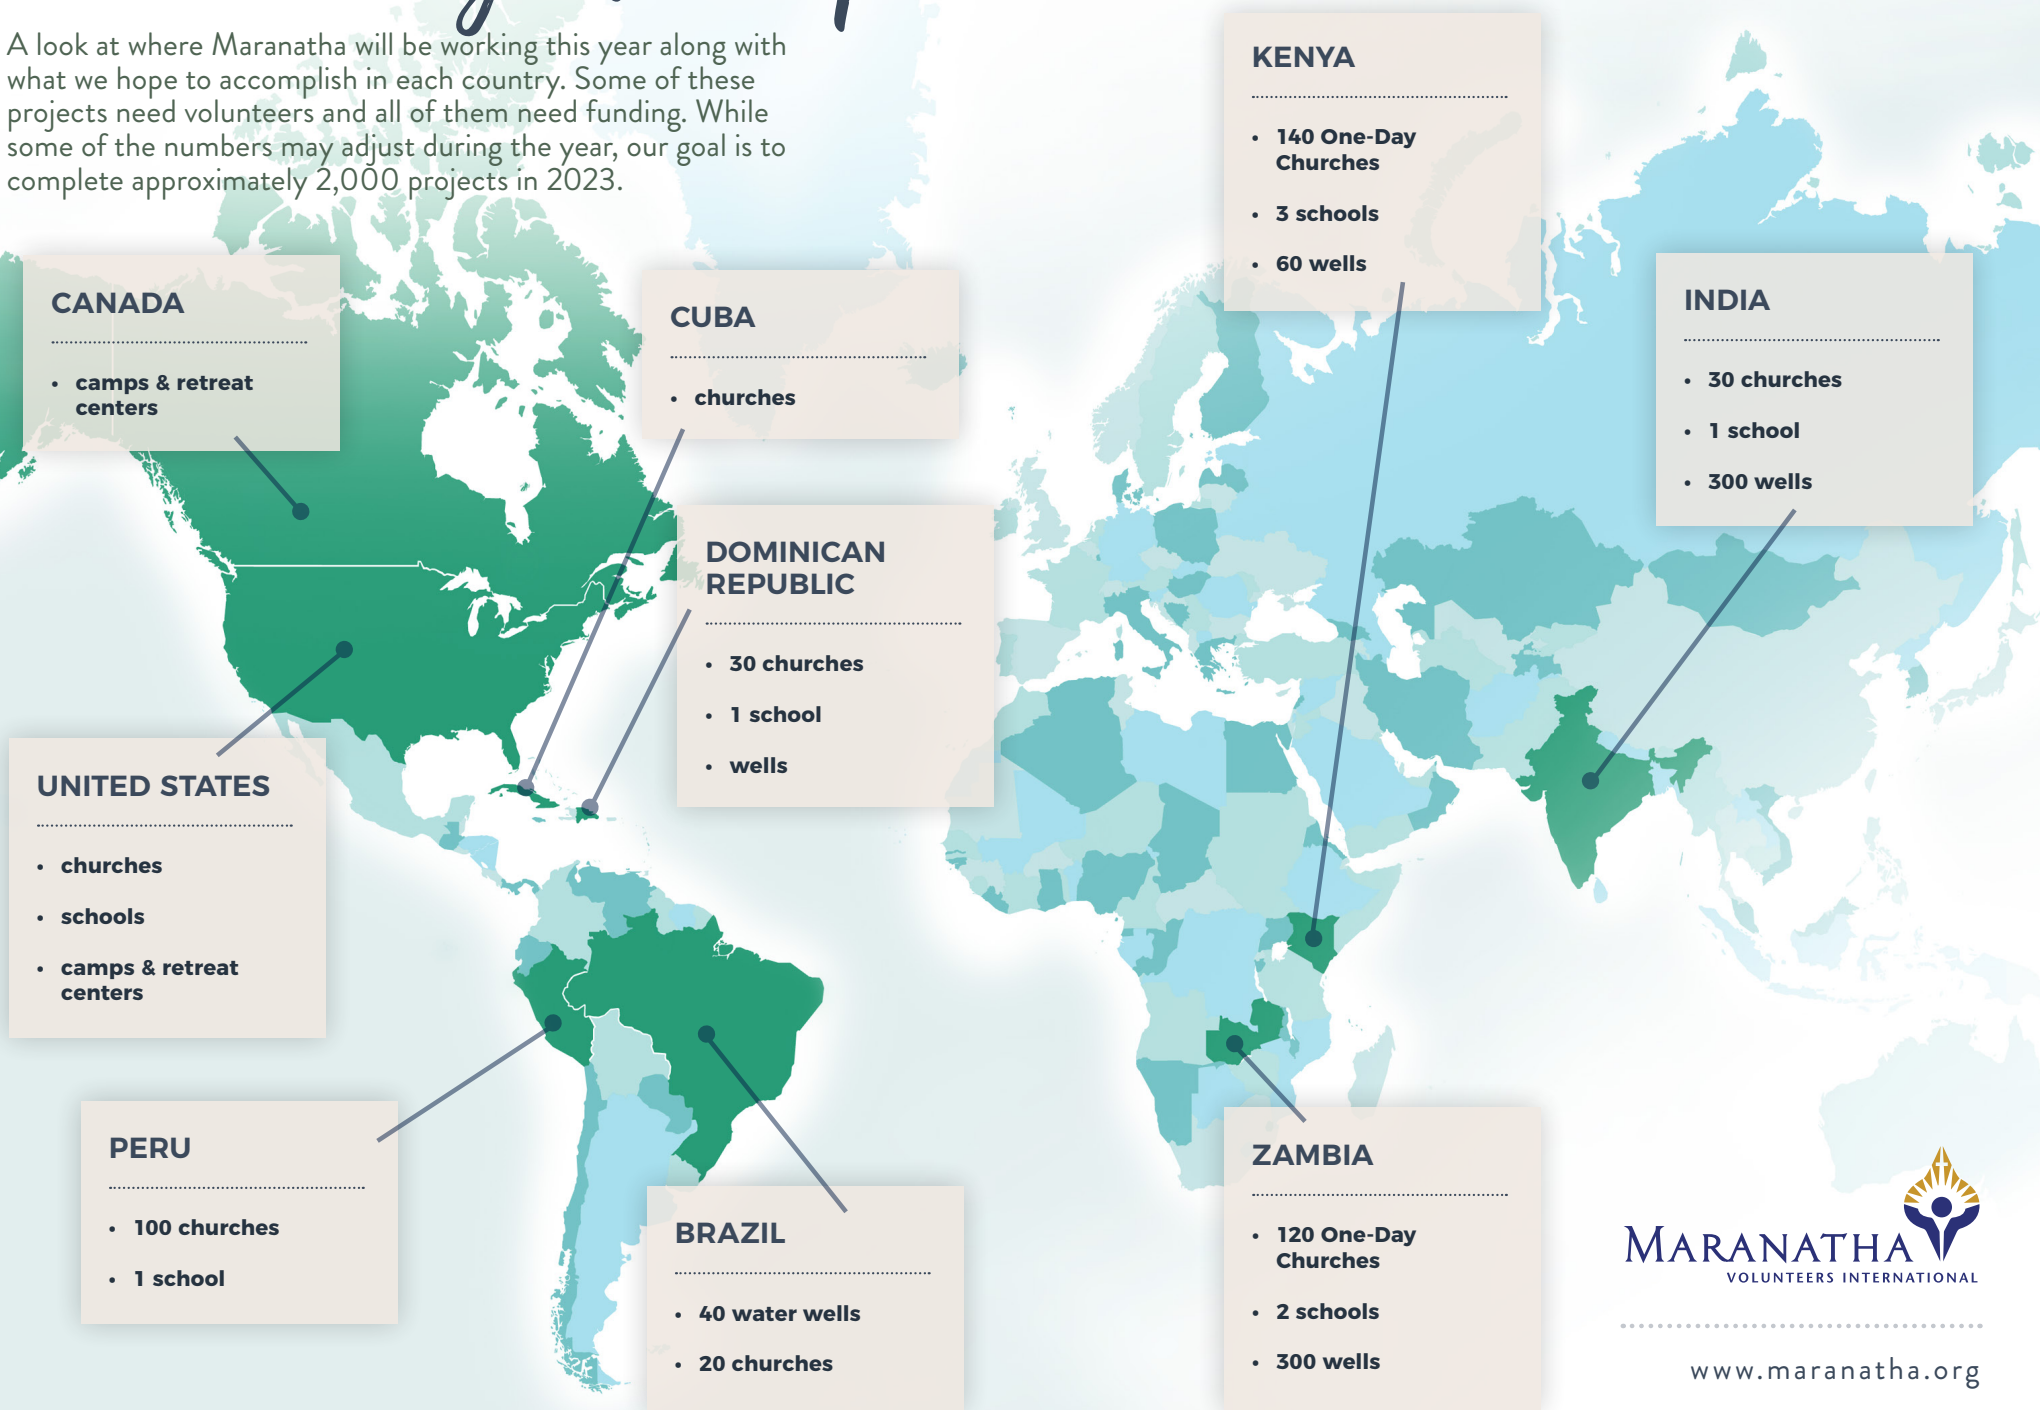 A look at where Maranatha will be working this year along with
what we hope to accomplish in each country. Some of these
projects need volunteers and all of them need funding. While
some of the numbers may adjust during the year, our goal is to
complete approximately 2,000 projects in 2023.
CANADA
• camps & retreat
centers
CUBA
• churches
KENYA
• 140 One-Day
Churches
• 3 schools
• 60 wells
INDIA
• 30 churches
• 1 school
• 300 wells
DOMINICAN
REPUBLIC
• 30 churches
• 1 school
• wells
UNITED STATES
• churches
• schools
• camps & retreat
centers
PERU
• 100 churches
• 1 school
BRAZIL
• 40 water wells
• 20 churches
ZAMBIA
• 120 One-Day
Churches
• 2 schools
• 300 wells
MARANATHA
VOLUNTEERS INTERNATIONAL
www.maranatha.org